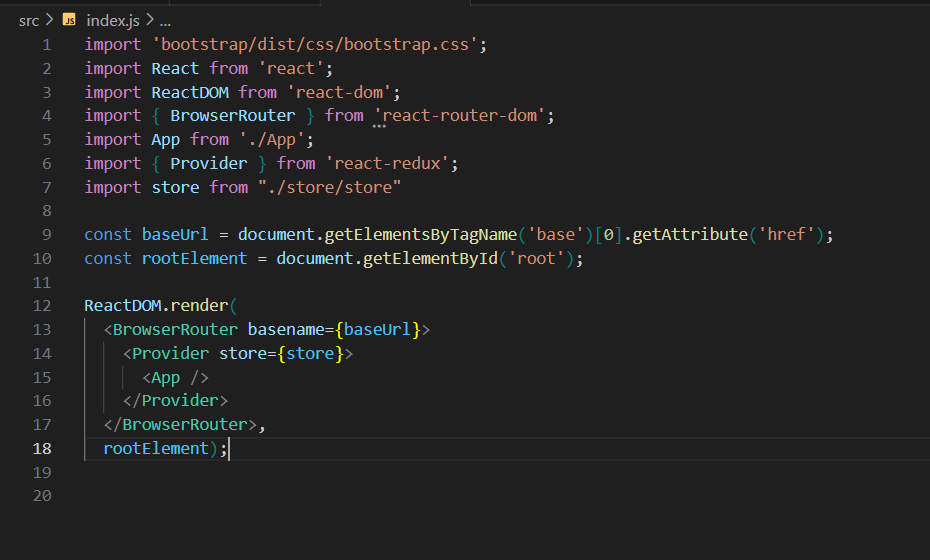 src > JS index.js > ...
1 import 'bootstrap/dist/css/bootstrap.css';
2 import React from 'react';
3 import ReactDOM from 'react-dom';
4 import { BrowserRouter } from 'react-router-dom';
5 import App from './App';
6 import { Provider } from 'react-redux';
7 import store from "./store/store"
8
9 const baseUrl = document.getElementsByTagName('base')[0].getAttribute('href');
10 const rootElement = document.getElementById('root');
11
12 ReactDOM.render(
13   <BrowserRouter basename={baseUrl}>
14     <Provider store={store}>
15       <App />
16     </Provider>
17   </BrowserRouter>,
18   rootElement);
19
20